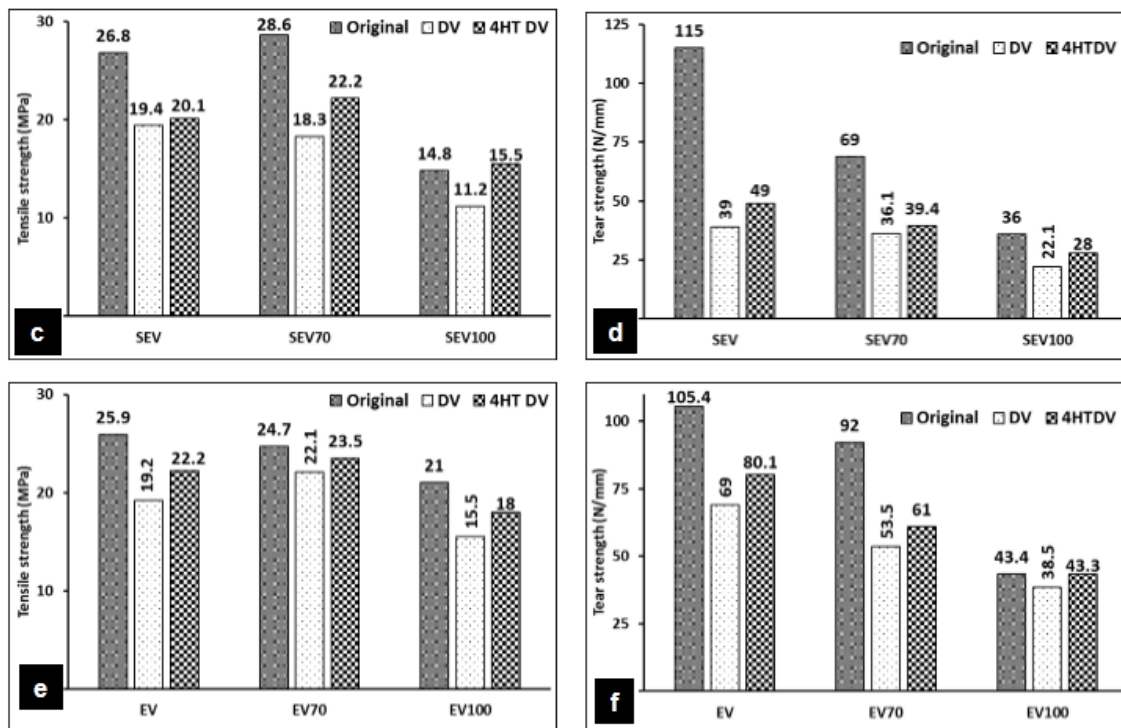 30
20
10
Tensile strength (MPa)
Original DV 4HT DV
26.8 19.4 20.1
28.6 18.3 22.2
14.8 11.2 15.5
SEV SEV70 SEV100
c
125
100
75
50
25
Tear strength (N/mm)
Original DV 4HTDV
115 39 49
69 36.1 39.4
36 22.1 28
SEV SEV70 SEV100
d
30
20
10
Tensile strength (MPa)
Original DV 4HT DV
25.9 19.2 22.2
24.7 22.1 23.5
21 15.5 18
EV EV70 EV100
e
100
75
50
25
Tear strength (N/mm)
Original DV 4HTDV
105.4 69 80.1
92 53.5 61
43.4 38.5 43.3
EV EV70 EV100
f